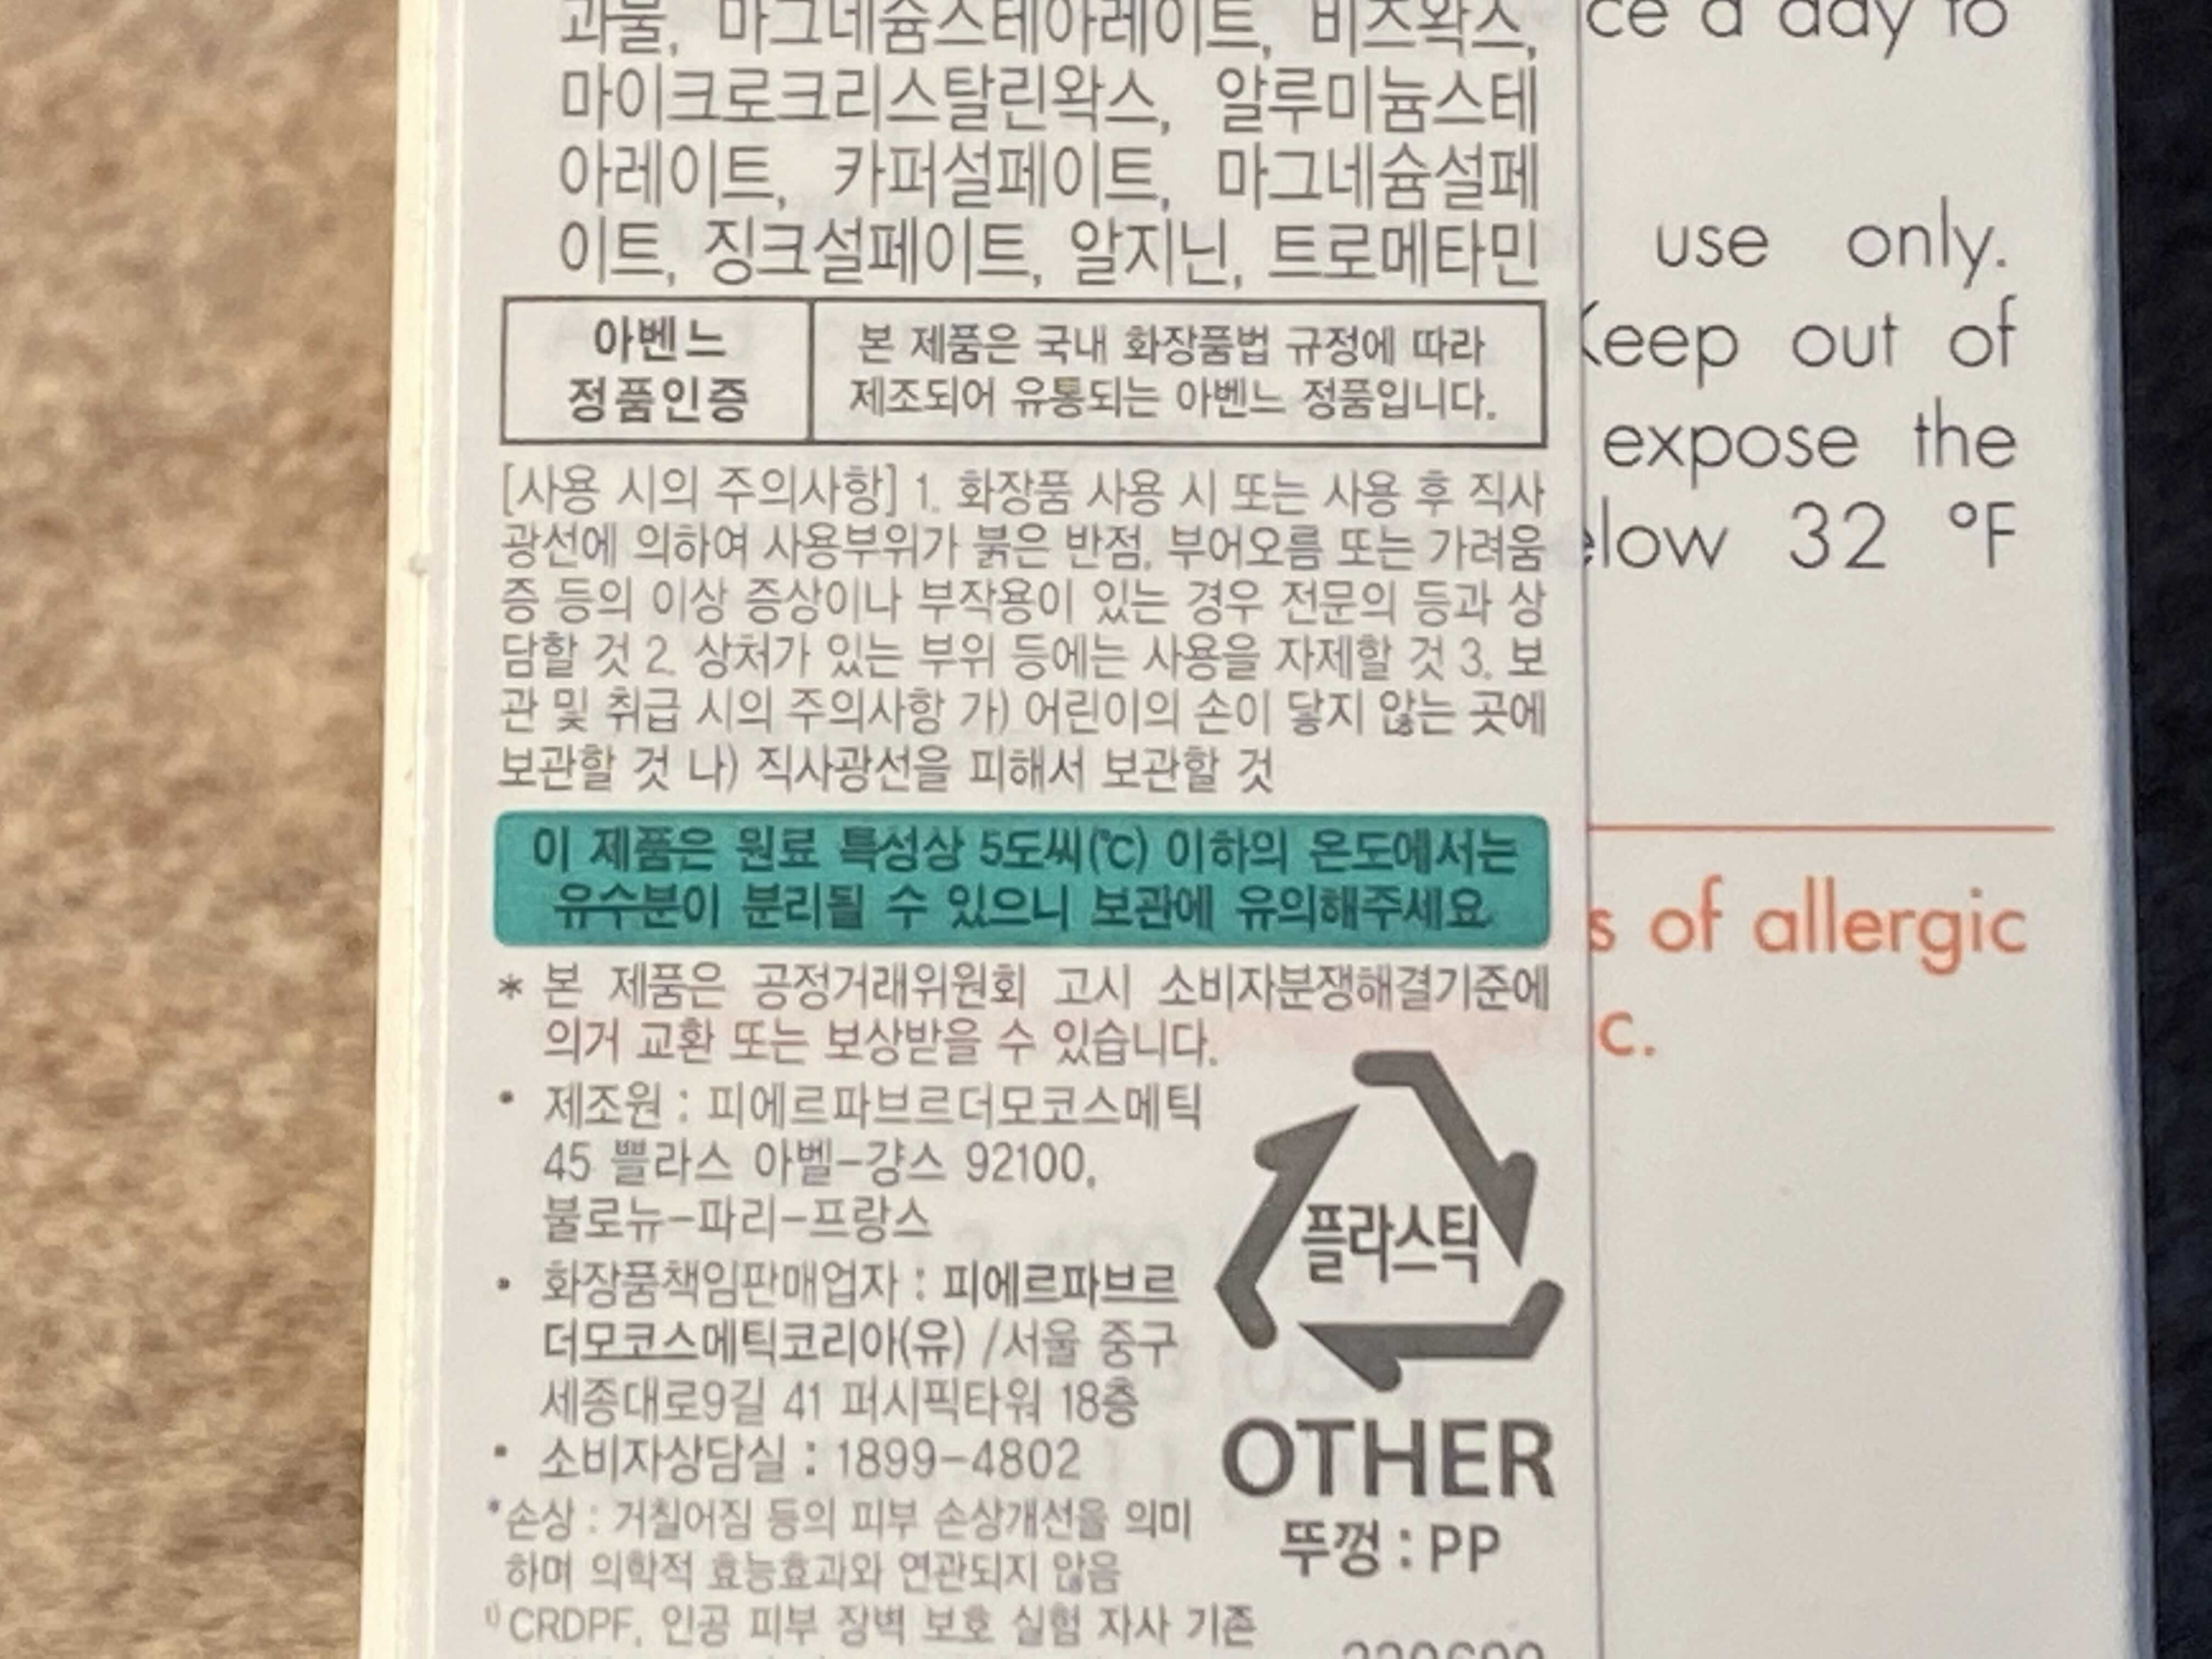 과물, 마그네슘스테아레이트, 비즈왁스,
마이크로크리스탈린왁스, 알루미늄스테
아레이트, 카퍼설페이트, 마그네슘설페
이트, 징크설페이트, 알지닌, 트로메타민
아벤느
정품인증
본 제품은 국내 화장품법 규정에 따라
제조되어 유통되는 아벤느 정품입니다.
[사용 시의 주의사항] 1. 화장품 사용 시 또는 사용 후 직사
광선에 의하여 사용부위가 붉은 반점, 부어오름 또는 가려움
증 등의 이상 증상이나 부작용이 있는 경우 전문의 등과 상
담할 것 2. 상처가 있는 부위 등에는 사용을 자제할 것 3. 보
관 및 취급 시의 주의사항 가) 어린이의 손이 닿지 않는 곳에
보관할 것 나) 직사광선을 피해서 보관할 것
이 제품은 원료 특성상 5도씨(℃) 이하의 온도에서는
유수분이 분리될 수 있으니 보관에 유의해주세요.
* 본 제품은 공정거래위원회 고시 소비자분쟁해결기준에
의거 교환 또는 보상받을 수 있습니다.
• 제조원 : 피에르파브르더모코스메틱
45 쁠라스 아벨-걍스 92100,
불로뉴-파리-프랑스
• 화장품책임판매업자 : 피에르파브르
더모코스메틱코리아(유) /서울 중구
세종대로9길 41 퍼시픽타워 18층
• 소비자상담실 : 1899-4802
*손상 : 거칠어짐 등의 피부 손상개선을 의미
하며 의학적 효능효과와 연관되지 않음
1) CRDPF, 인공 피부 장벽 보호 실험 자사 기존
플라스틱
OTHER
뚜껑 : PP
ce a day to
use only.
Keep out of
expose the
elow 32 °F
s of allergic
c.